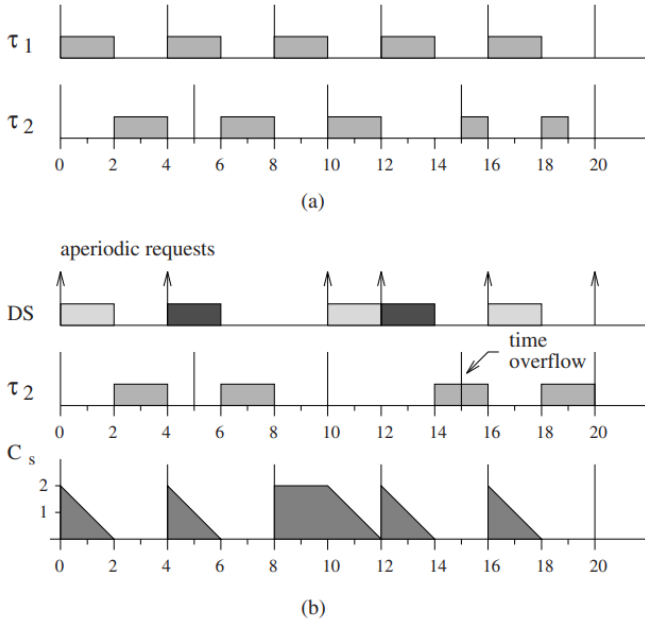 τ 1
τ 2
0 2 4 6 8 10 12 14 16 18 20
(a)
aperiodic requests
DS
time
overflow
τ 2
0 2 4 6 8 10 12 14 16 18 20
C s
2
1
0 2 4 6 8 10 12 14 16 18 20
(b)